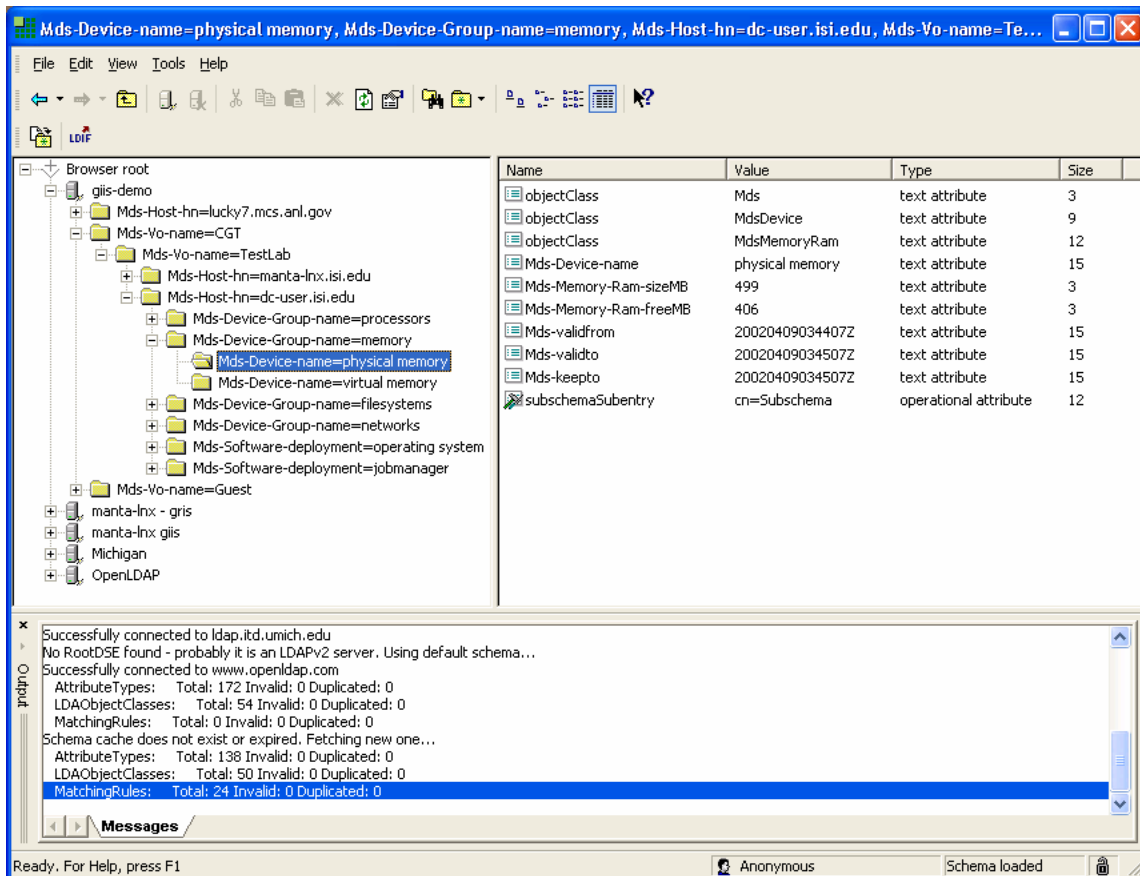 Mds-Device-name=physical memory, Mds-Device-Group-name=memory, Mds-Host-hn=dc-user.isi.edu, Mds-Vo-name=Te...
File Edit View Tools Help
LDIF
Browser root
giis-demo
Mds-Host-hn=lucky7.mcs.anl.gov
Mds-Vo-name=CGT
Mds-Vo-name=TestLab
Mds-Host-hn=manta-lnx.isi.edu
Mds-Host-hn=dc-user.isi.edu
Mds-Device-Group-name=processors
Mds-Device-Group-name=memory
Mds-Device-name=physical memory
Mds-Device-name=virtual memory
Mds-Device-Group-name=filesystems
Mds-Device-Group-name=networks
Mds-Software-deployment=operating system
Mds-Software-deployment=jobmanager
Mds-Vo-name=Guest
manta-lnx - gris
manta-lnx giis
Michigan
OpenLDAP
Name Value Type Size
objectClass Mds text attribute 3
objectClass MdsDevice text attribute 9
objectClass MdsMemoryRam text attribute 12
Mds-Device-name physical memory text attribute 15
Mds-Memory-Ram-sizeMB 499 text attribute 3
Mds-Memory-Ram-freeMB 406 text attribute 3
Mds-validfrom 20020409034407Z text attribute 15
Mds-validto 20020409034507Z text attribute 15
Mds-keepto 20020409034507Z text attribute 15
subschemaSubentry cn=Subschema operational attribute 12
Output
Successfully connected to ldap.itd.umich.edu
No RootDSE found - probably it is an LDAPv2 server. Using default schema...
Successfully connected to www.openldap.com
AttributeTypes: Total: 172 Invalid: 0 Duplicated: 0
LDAObjectClasses: Total: 54 Invalid: 0 Duplicated: 0
MatchingRules: Total: 0 Invalid: 0 Duplicated: 0
Schema cache does not exist or expired. Fetching new one...
AttributeTypes: Total: 138 Invalid: 0 Duplicated: 0
LDAObjectClasses: Total: 50 Invalid: 0 Duplicated: 0
MatchingRules: Total: 24 Invalid: 0 Duplicated: 0
Messages
Ready. For Help, press F1
Anonymous
Schema loaded